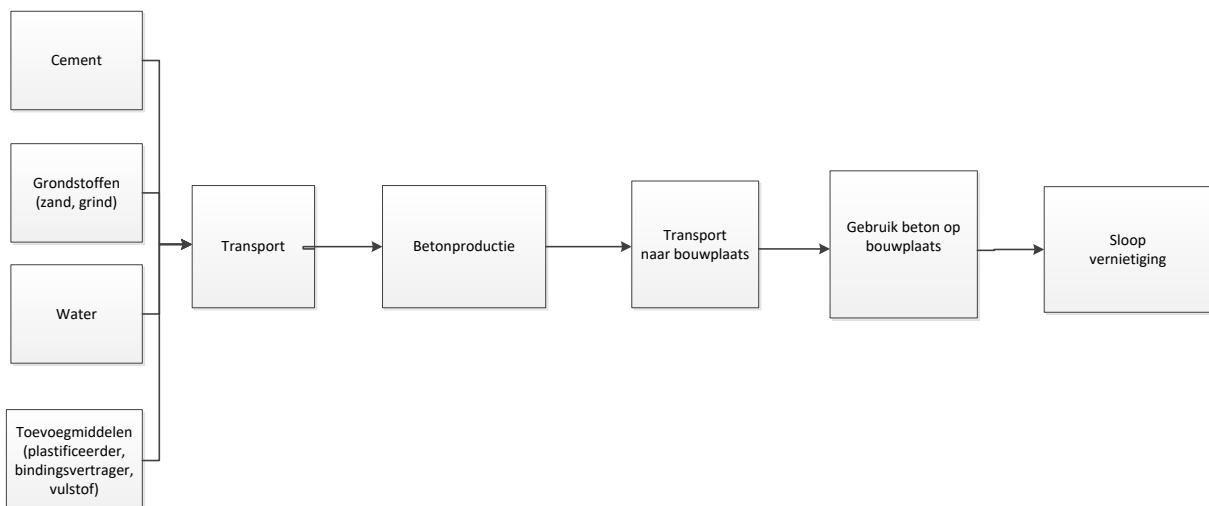 Cement
Grondstoffen
(zand, grind)
Water
Toevoegmiddelen
(plastificeerder,
bindingsvertrager,
vulstof)
Transport
Betonproductie
Transport
naar bouwplaats
Gebruik beton op
bouwplaats
Sloop
vernietiging